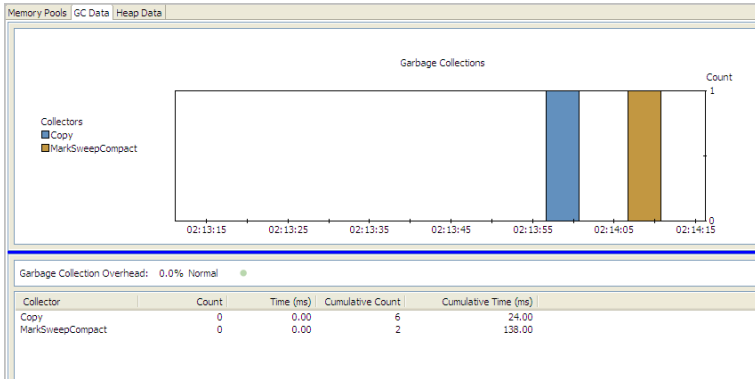 Memory Pools GC Data Heap Data
Garbage Collections
Count
1
Collectors
Copy
MarkSweepCompact
0
02:13:15 02:13:25 02:13:35 02:13:45 02:13:55 02:14:05 02:14:15
Garbage Collection Overhead: 0.0% Normal
Collector Count Time (ms) Cumulative Count Cumulative Time (ms)
Copy 0 0.00 6 24.00
MarkSweepCompact 0 0.00 2 138.00